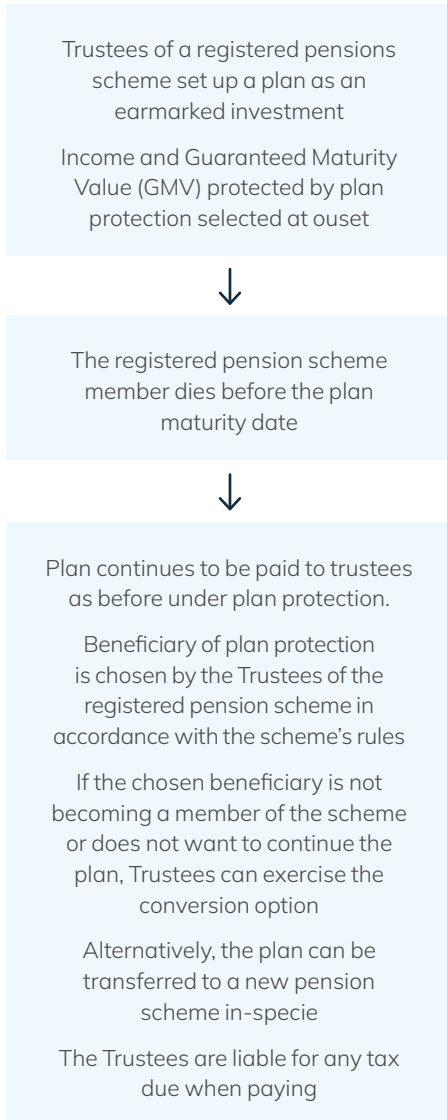 Trustees of a registered pensions
scheme set up a plan as an
earmarked investment
Income and Guaranteed Maturity
Value (GMV) protected by plan
protection selected at ouset
The registered pension scheme
member dies before the plan
maturity date
Plan continues to be paid to trustees
as before under plan protection.
Beneficiary of plan protection
is chosen by the Trustees of the
registered pension scheme in
accordance with the scheme’s rules
If the chosen beneficiary is not
becoming a member of the scheme
or does not want to continue the
plan, Trustees can exercise the
conversion option
Alternatively, the plan can be
transferred to a new pension
scheme in-specie
The Trustees are liable for any tax
due when paying